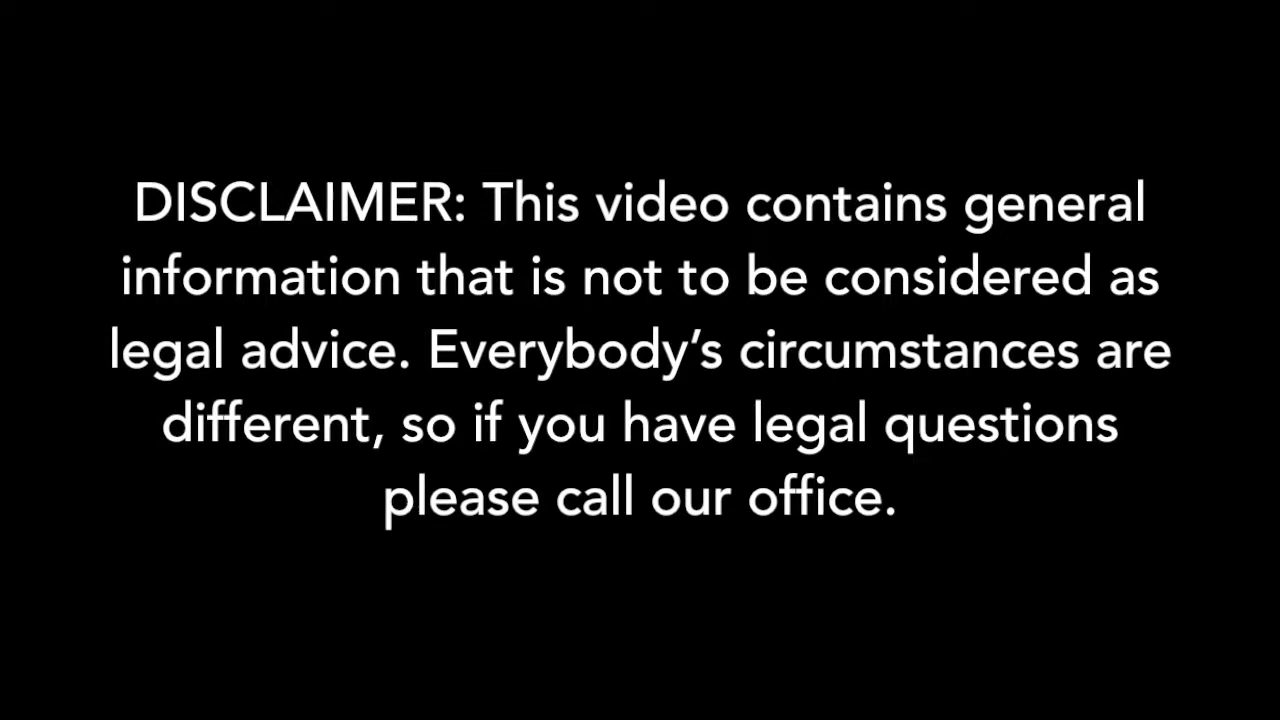 DISCLAIMER: This video contains general
information that is not to be considered as
legal advice. Everybody’s circumstances are
different, so if you have legal questions
please call our office.